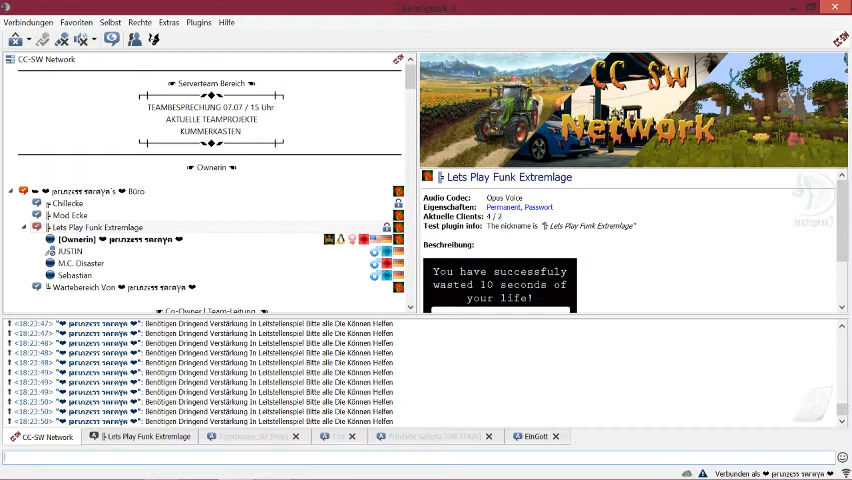 TeamSpeak 3
Verbindungen Favoriten Selbst Rechte Extras Plugins Hilfe
CC-SW Network
Serverteam Bereich
TEAMBESPRECHUNG 07.07 / 15 Uhr
AKTUELLE TEAMPROJEKTE
KUMMERKASTEN
Ownerin
Büro
Chillecke
Mod Ecke
Lets Play Funk Extremlage
[Ownerin] ❤ ❤
JUSTIN
M.C. Disaster
Sebastian
Wartebereich Von ❤ ❤
Co-Owner | Team-Leitung
CC-SW
Network
Lets Play Funk Extremlage
Audio Codec: Opus Voice
Eigenschaften: Permanent, Passwort
Aktuelle Clients: 4 / 2
Test plugin info: The nickname is "╠ Lets Play Funk Extremlage"
Beschreibung:
You have successfuly
wasted 10 seconds of
your life!
teamspeak
<18:23:47> "❤ ❤": Benötigen Dringend Verstärkung In Leitstellenspiel Bitte alle Die Können Helfen
<18:23:47> "❤ ❤": Benötigen Dringend Verstärkung In Leitstellenspiel Bitte alle Die Können Helfen
<18:23:48> "❤ ❤": Benötigen Dringend Verstärkung In Leitstellenspiel Bitte alle Die Können Helfen
<18:23:48> "❤ ❤": Benötigen Dringend Verstärkung In Leitstellenspiel Bitte alle Die Können Helfen
<18:23:48> "❤ ❤": Benötigen Dringend Verstärkung In Leitstellenspiel Bitte alle Die Können Helfen
<18:23:49> "❤ ❤": Benötigen Dringend Verstärkung In Leitstellenspiel Bitte alle Die Können Helfen
<18:23:49> "❤ ❤": Benötigen Dringend Verstärkung In Leitstellenspiel Bitte alle Die Können Helfen
<18:23:49> "❤ ❤": Benötigen Dringend Verstärkung In Leitstellenspiel Bitte alle Die Können Helfen
<18:23:50> "❤ ❤": Benötigen Dringend Verstärkung In Leitstellenspiel Bitte alle Die Können Helfen
<18:23:50> "❤ ❤": Benötigen Dringend Verstärkung In Leitstellenspiel Bitte alle Die Können Helfen
<18:23:50> "❤ ❤": Benötigen Dringend Verstärkung In Leitstellenspiel Bitte alle Die Können Helfen
CC-SW Network ╠ Lets Play Funk Extremlage EinGott
Verbunden als ❤ ❤